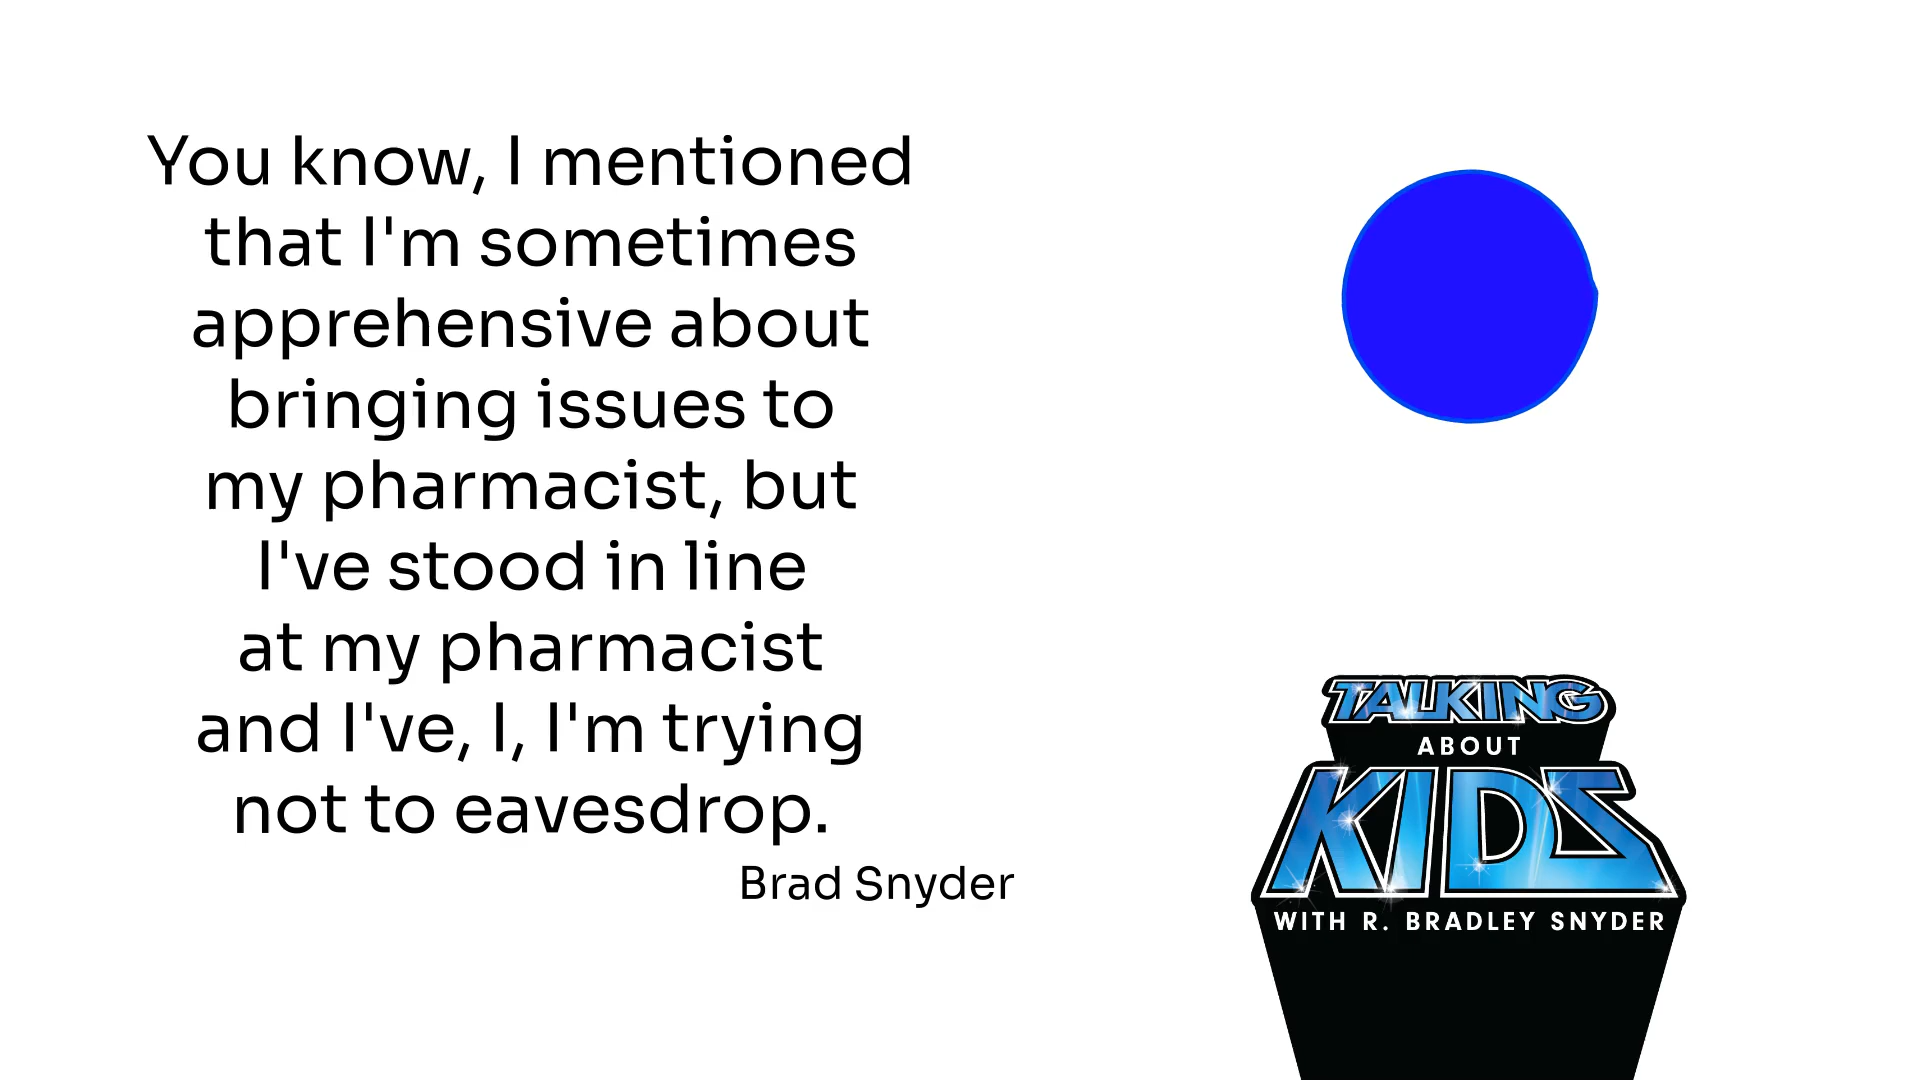 You know, I mentioned
that I'm sometimes
apprehensive about
bringing issues to
my pharmacist, but
I've stood in line
at my pharmacist
and I've, I, I'm trying
not to eavesdrop.
Brad Snyder
TALKING
ABOUT
KIDS
WITH R. BRADLEY SNYDER